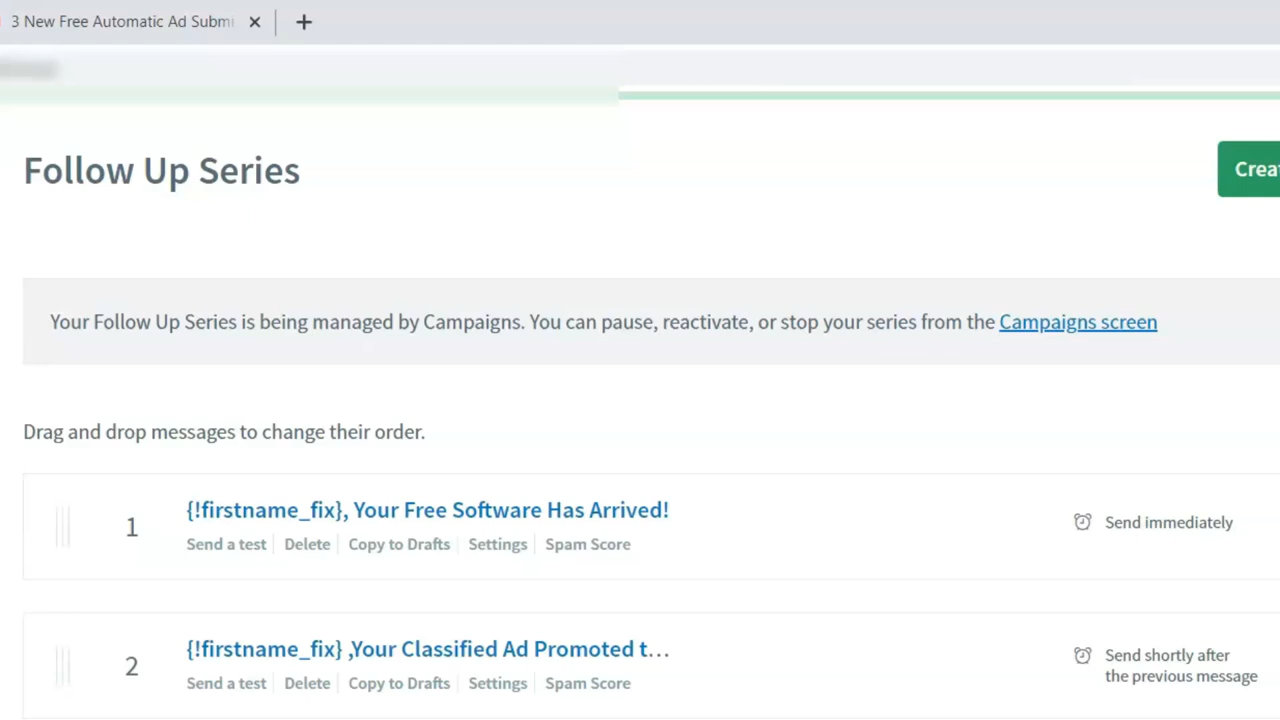 3 New Free Automatic Ad Subm
Follow Up Series
Crea
Your Follow Up Series is being managed by Campaigns. You can pause, reactivate, or stop your series from the Campaigns screen
Drag and drop messages to change their order.
1
{!firstname_fix}, Your Free Software Has Arrived!
Send a test Delete Copy to Drafts Settings Spam Score
Send immediately
2
{!firstname_fix} ,Your Classified Ad Promoted t...
Send a test Delete Copy to Drafts Settings Spam Score
Send shortly after
the previous message